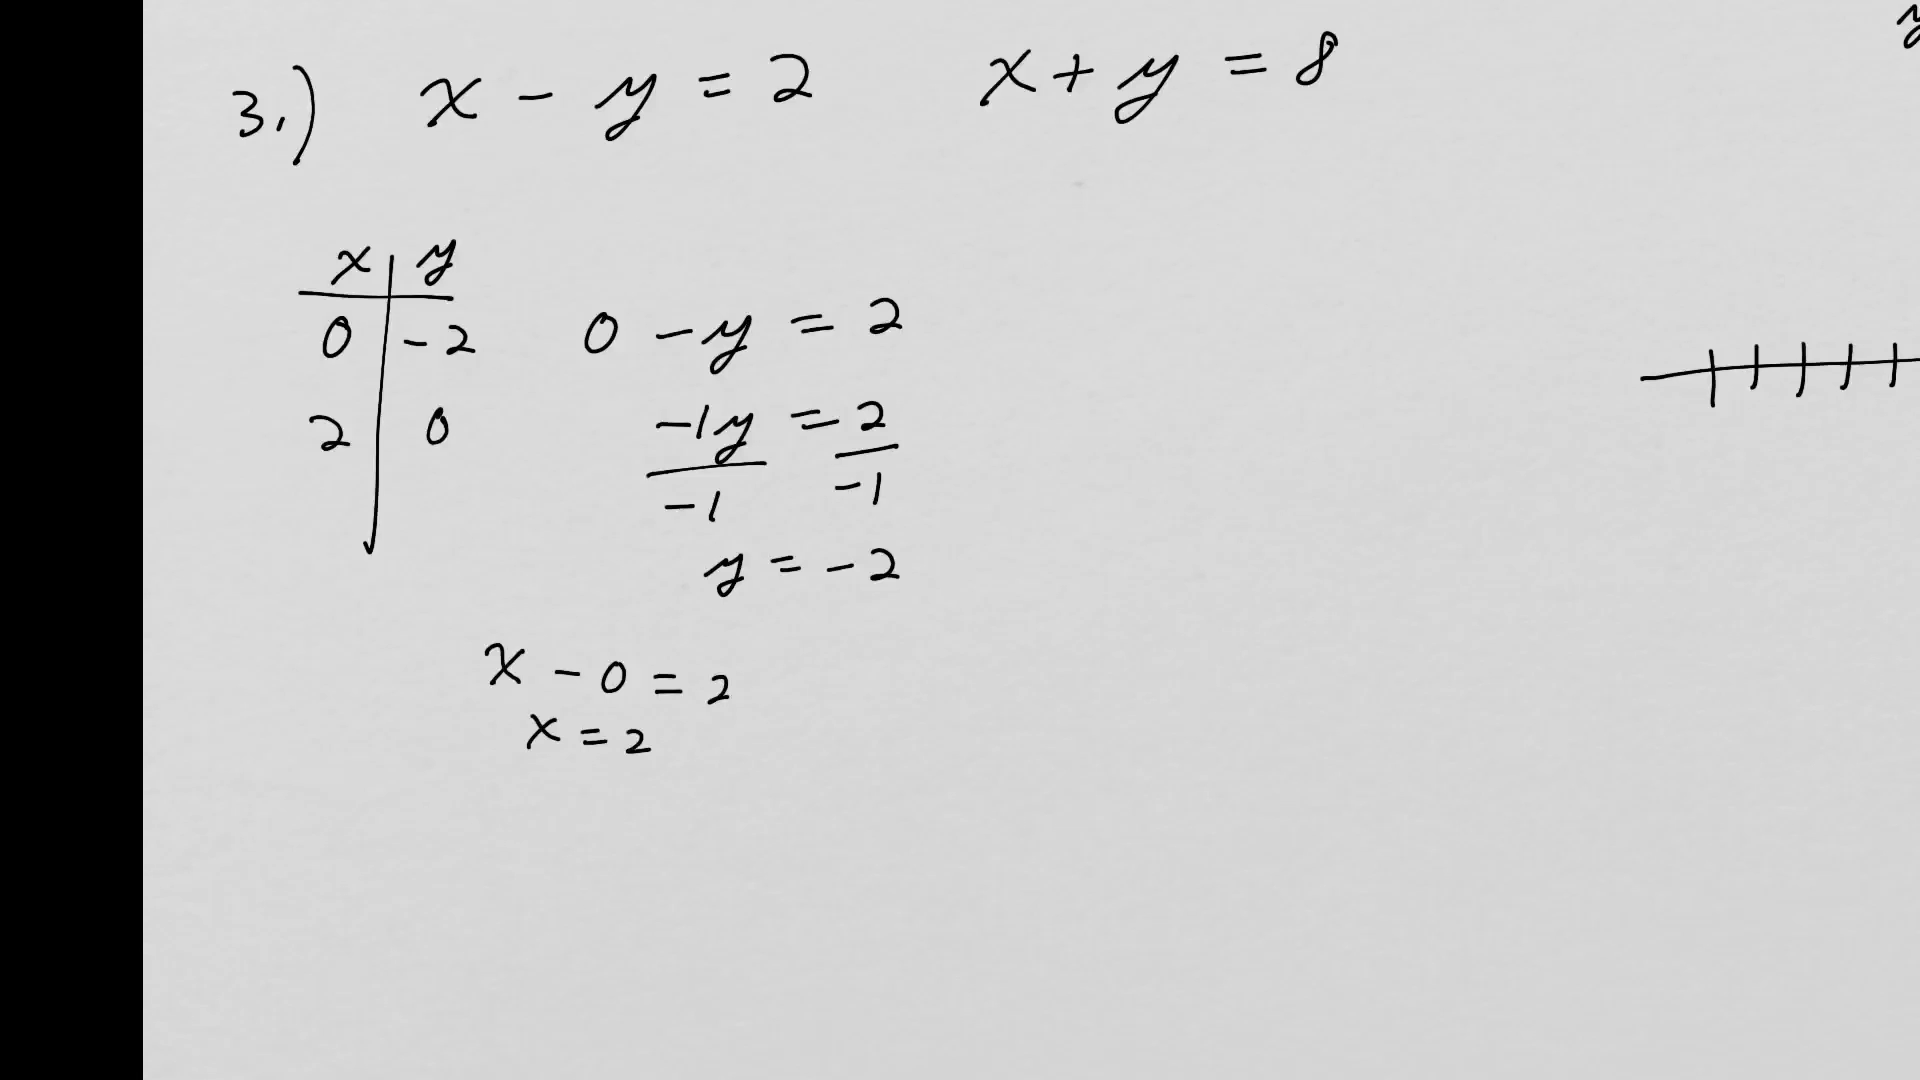 3.) x - y = 2 x + y = 8
x y
0 -2
2 0
0 - y = 2
-1y = 2
-1 -1
y = -2
x - 0 = 2
x = 2
y